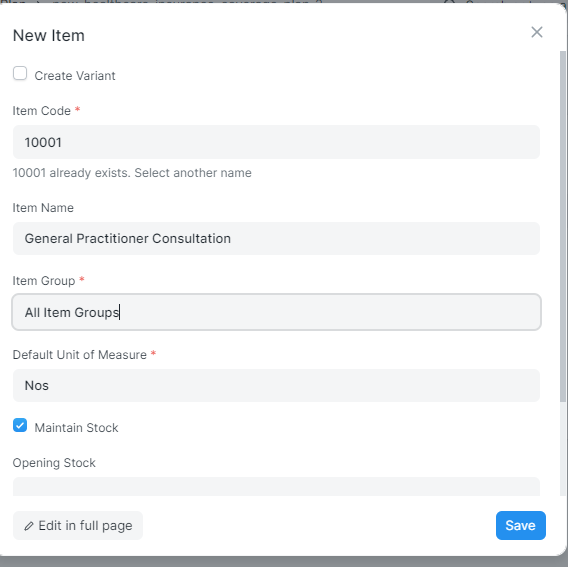 New Item
Create Variant
Item Code *
10001
10001 already exists. Select another name
Item Name
General Practitioner Consultation
Item Group *
All Item Groups
Default Unit of Measure *
Nos
Maintain Stock
Opening Stock
Edit in full page
Save